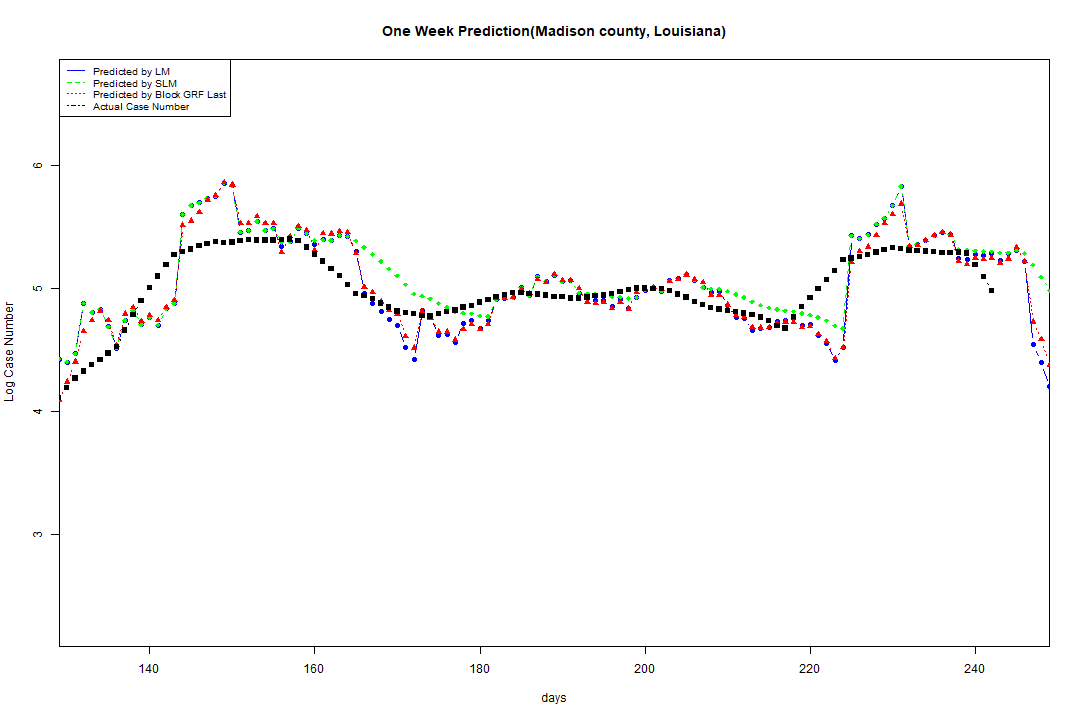 One Week Prediction(Madison county, Louisiana)
Predicted by LM
Predicted by SLM
Predicted by Block GRF Last
Actual Case Number
Log Case Number
6
5
4
3
140 160 180 200 220 240
days